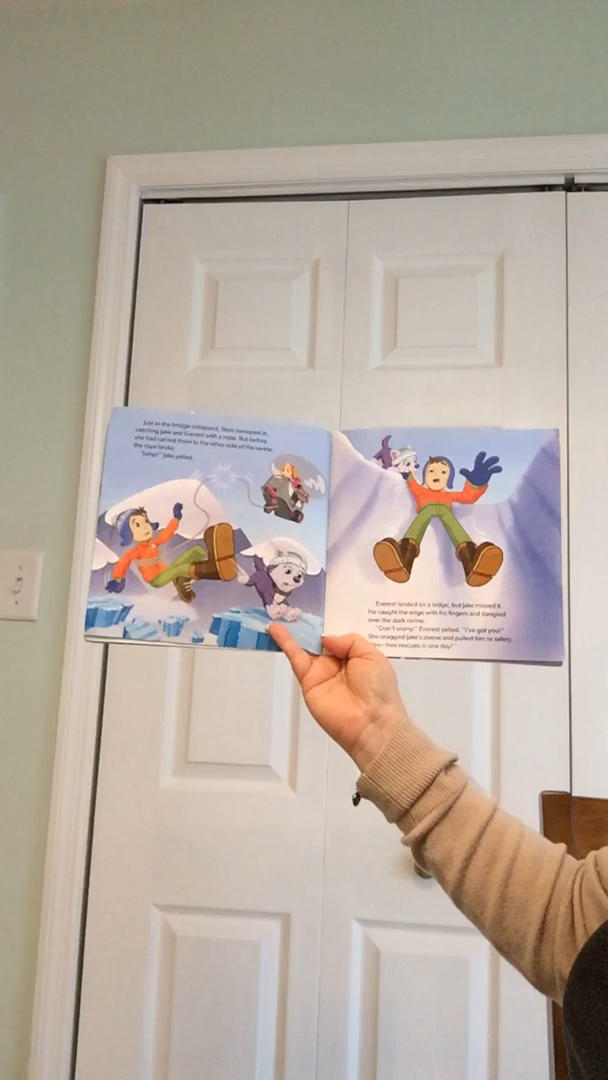 Just as the bridge collapsed, Skye swooped in,
catching Jake and Everest with a rope. But before
she had carried them to the other side of the ravine,
the rope broke.
"Jump!" Jake yelled.
Everest landed on a ledge, but Jake missed it.
He caught the edge with his fingers and dangled
over the dark ravine.
"Don't worry!" Everest yelled. "I've got you!"
She snagged Jake's sleeve and pulled him to safety.
—two rescues in one day!"